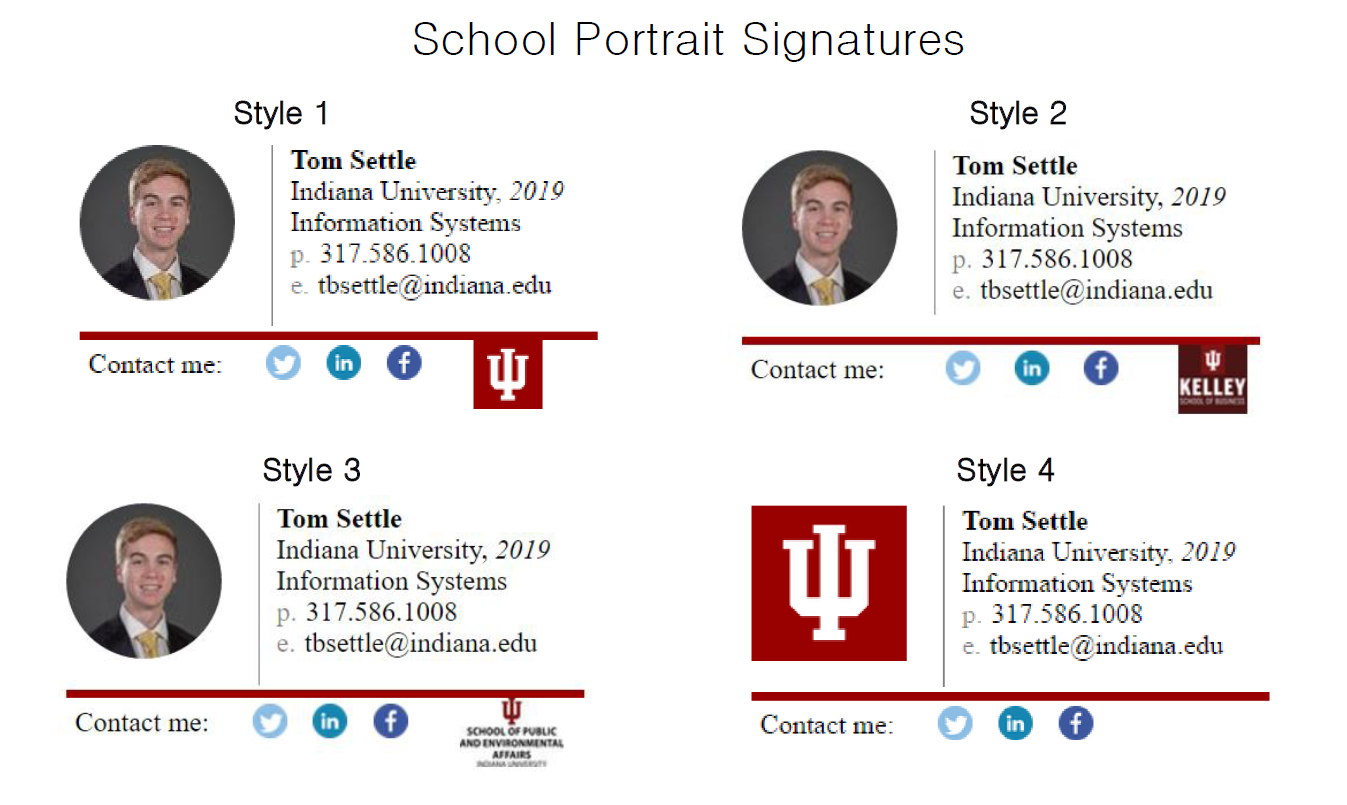 School Portrait Signatures
Style 1
Tom Settle
Indiana University, 2019
Information Systems
p. 317.586.1008
e. tbsettle@indiana.edu
Contact me:
in
f
Style 2
Tom Settle
Indiana University, 2019
Information Systems
p. 317.586.1008
e. tbsettle@indiana.edu
Contact me:
in
f
KELLEY
SCHOOL OF BUSINESS
Style 3
Tom Settle
Indiana University, 2019
Information Systems
p. 317.586.1008
e. tbsettle@indiana.edu
Contact me:
in
f
SCHOOL OF PUBLIC
AND ENVIRONMENTAL
AFFAIRS
INDIANA UNIVERSITY
Style 4
Tom Settle
Indiana University, 2019
Information Systems
p. 317.586.1008
e. tbsettle@indiana.edu
Contact me:
in
f